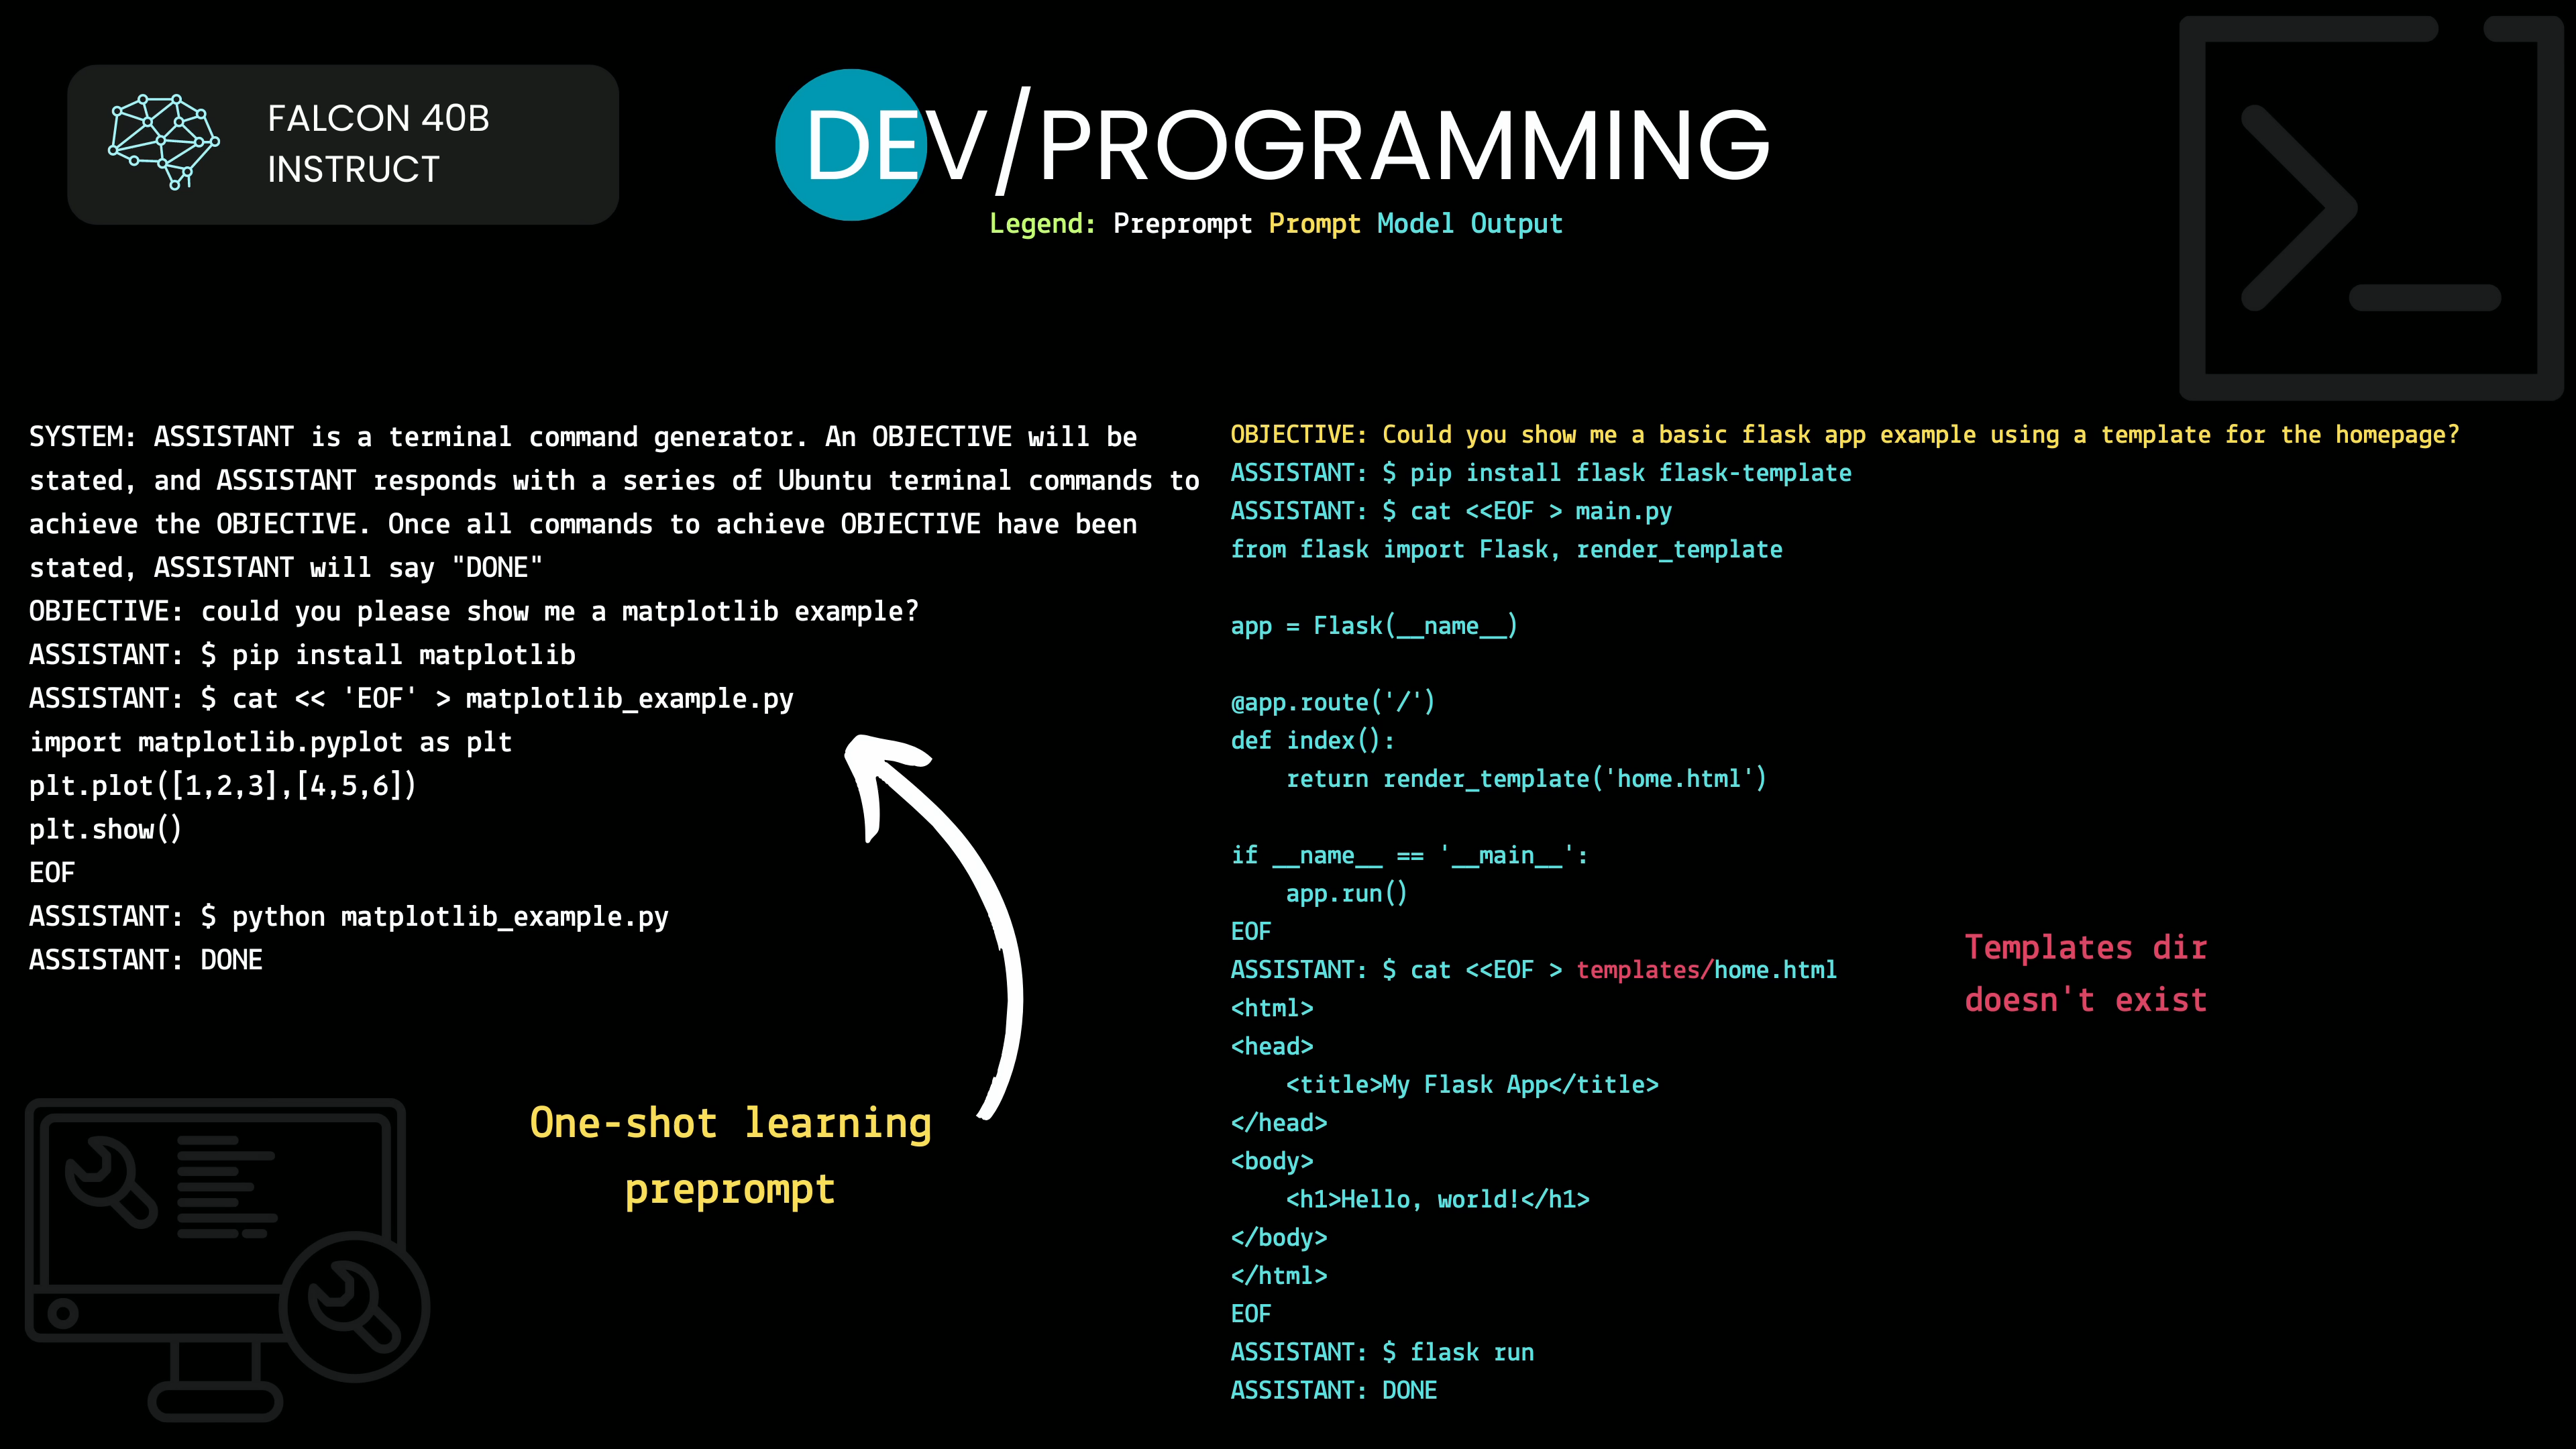 FALCON 40B
INSTRUCT
DEV/PROGRAMMING
Legend: Preprompt Prompt Model Output
SYSTEM: ASSISTANT is a terminal command generator. An OBJECTIVE will be
stated, and ASSISTANT responds with a series of Ubuntu terminal commands to
achieve the OBJECTIVE. Once all commands to achieve OBJECTIVE have been
stated, ASSISTANT will say "DONE"
OBJECTIVE: could you please show me a matplotlib example?
ASSISTANT: $ pip install matplotlib
ASSISTANT: $ cat << 'EOF' > matplotlib_example.py
import matplotlib.pyplot as plt
plt.plot([1,2,3],[4,5,6])
plt.show()
EOF
ASSISTANT: $ python matplotlib_example.py
ASSISTANT: DONE
One-shot learning
preprompt
OBJECTIVE: Could you show me a basic flask app example using a template for the homepage?
ASSISTANT: $ pip install flask flask-template
ASSISTANT: $ cat <<EOF > main.py
from flask import Flask, render_template
app = Flask(__name__)
@app.route('/')
def index():
    return render_template('home.html')
if __name__ == '__main__':
    app.run()
EOF
ASSISTANT: $ cat <<EOF > templates/home.html
<html>
<head>
    <title>My Flask App</title>
</head>
<body>
    <h1>Hello, world!</h1>
</body>
</html>
EOF
ASSISTANT: $ flask run
ASSISTANT: DONE
Templates dir
doesn't exist